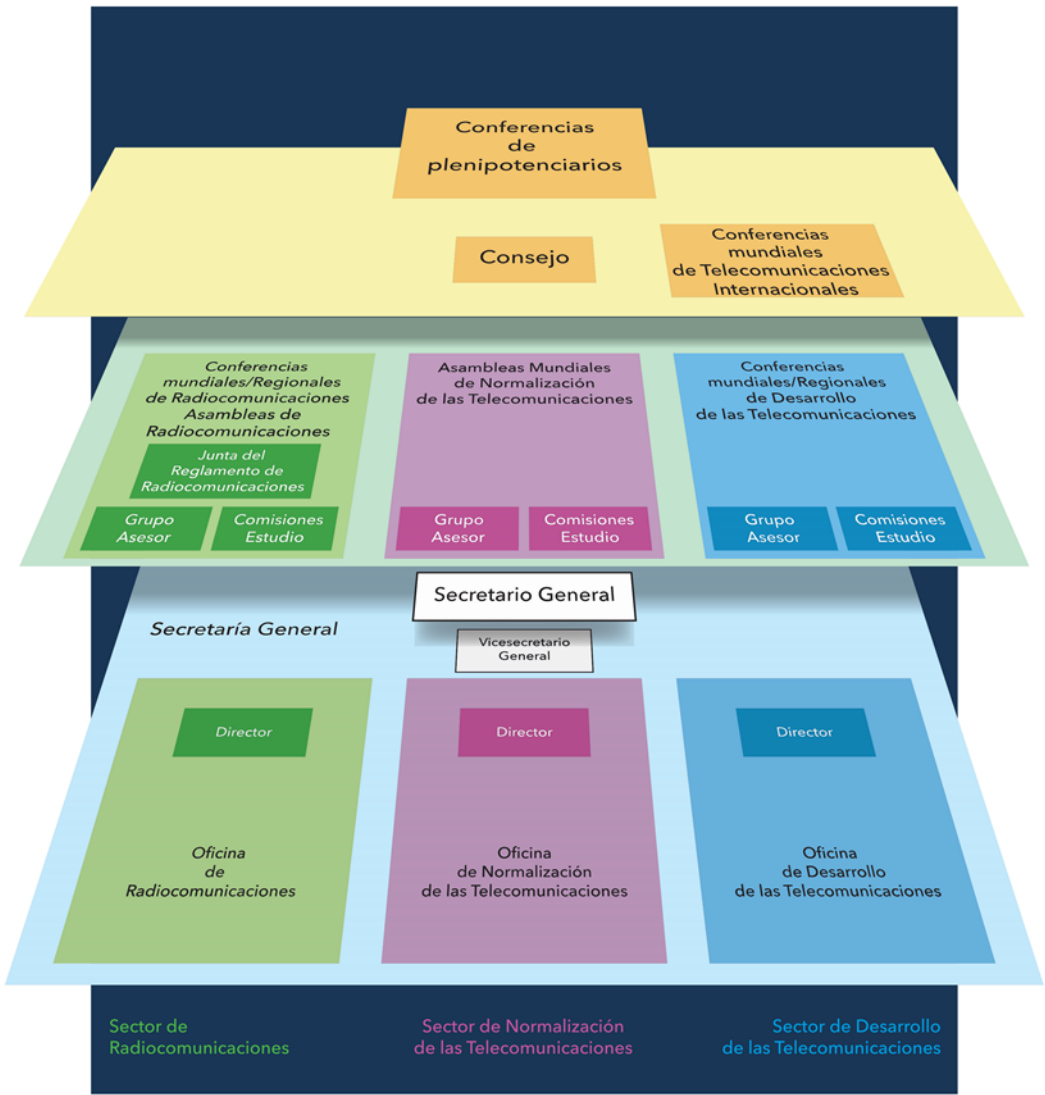 Conferencias
de
plenipotenciarios
Consejo
Conferencias
mundiales
de Telecomunicaciones
Internacionales
Conferencias
mundiales/Regionales
de Radiocomunicaciones
Asambleas de
Radiocomunicaciones
Junta del
Reglamento de
Radiocomunicaciones
Grupo
Asesor
Comisiones
Estudio
Asambleas Mundiales
de Normalización
de las Telecomunicaciones
Grupo
Asesor
Comisiones
Estudio
Conferencias
mundiales/Regionales
de Desarrollo
de las Telecomunicaciones
Grupo
Asesor
Comisiones
Estudio
Secretario General
Secretaría General
Vicesecretario
General
Director
Oficina
de
Radiocomunicaciones
Director
Oficina
de Normalización
de las Telecomunicaciones
Director
Oficina
de Desarrollo
de las Telecomunicaciones
Sector de
Radiocomunicaciones
Sector de Normalización
de las Telecomunicaciones
Sector de Desarrollo
de las Telecomunicaciones